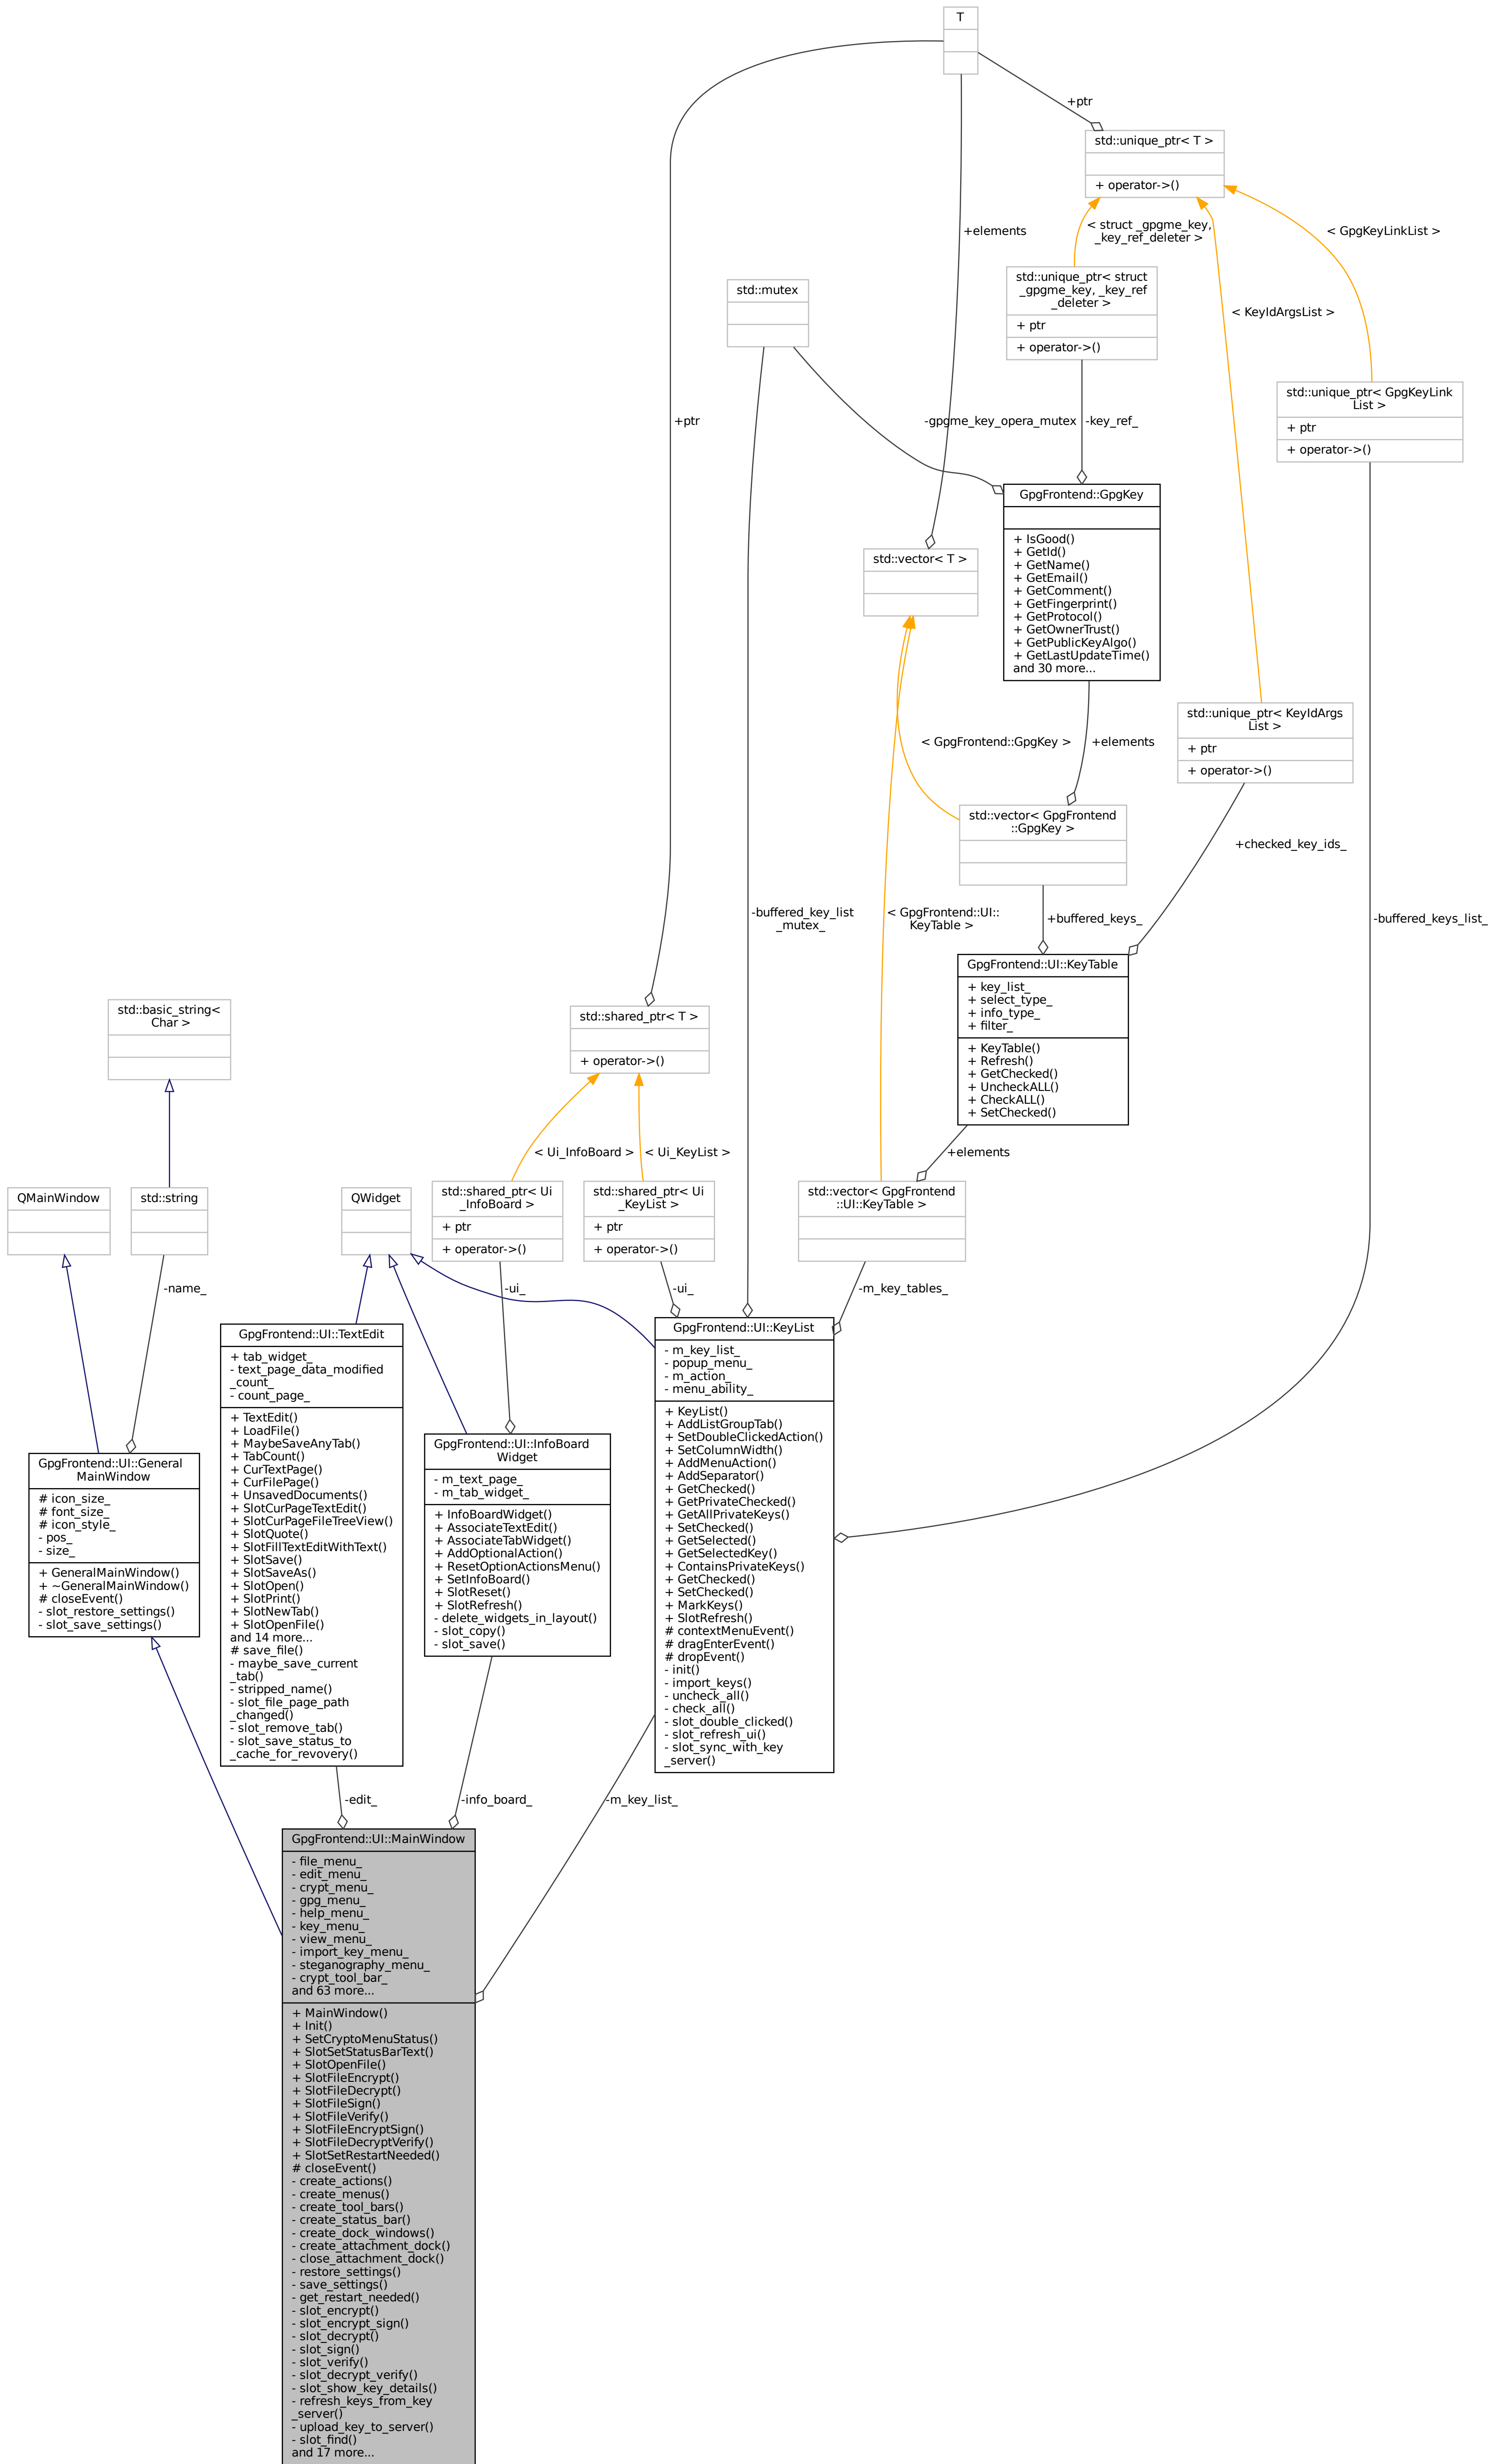 T
+ptr
std::unique_ptr< T >
+ operator->()
+elements
< struct _gpgme_key,
_key_ref_deleter >
< GpgKeyLinkList >
std::unique_ptr< struct
_gpgme_key, _key_ref
_deleter >
+ ptr
+ operator->()
std::mutex
< KeyIdArgsList >
std::unique_ptr< GpgKeyLink
List >
+ ptr
+ operator->()
+ptr
-gpgme_key_opera_mutex
-key_ref_
GpgFrontend::GpgKey
+ IsGood()
+ GetId()
+ GetName()
+ GetEmail()
+ GetComment()
+ GetFingerprint()
+ GetProtocol()
+ GetOwnerTrust()
+ GetPublicKeyAlgo()
+ GetLastUpdateTime()
and 30 more...
std::vector< T >
std::unique_ptr< KeyIdArgs
List >
+ ptr
+ operator->()
< GpgFrontend::GpgKey >
+elements
std::vector< GpgFrontend
::GpgKey >
+checked_key_ids_
-buffered_key_list
_mutex_
< GpgFrontend::UI::
KeyTable >
+buffered_keys_
-buffered_keys_list_
GpgFrontend::UI::KeyTable
+ key_list_
+ select_type_
+ info_type_
+ filter_
+ KeyTable()
+ Refresh()
+ GetChecked()
+ UncheckALL()
+ CheckALL()
+ SetChecked()
std::basic_string<
Char >
std::shared_ptr< T >
+ operator->()
< Ui_InfoBoard >
< Ui_KeyList >
+elements
QMainWindow
std::string
QWidget
std::shared_ptr< Ui
_InfoBoard >
+ ptr
+ operator->()
std::shared_ptr< Ui
_KeyList >
+ ptr
+ operator->()
std::vector< GpgFrontend
::UI::KeyTable >
-name_
-ui_
-ui_
-m_key_tables_
GpgFrontend::UI::TextEdit
+ tab_widget_
- text_page_data_modified
_count_
- count_page_
+ TextEdit()
+ LoadFile()
+ MaybeSaveAnyTab()
+ TabCount()
+ CurTextPage()
+ CurFilePage()
+ UnsavedDocuments()
+ SlotCurPageTextEdit()
+ SlotCurPageFileTreeView()
+ SlotQuote()
+ SlotFillTextEditWithText()
+ SlotSave()
+ SlotSaveAs()
+ SlotOpen()
+ SlotPrint()
+ SlotNewTab()
+ SlotOpenFile()
and 14 more...
# save_file()
- maybe_save_current
_tab()
- stripped_name()
- slot_file_page_path
_changed()
- slot_remove_tab()
- slot_save_status_to
_cache_for_revovery()
GpgFrontend::UI::KeyList
- m_key_list_
- popup_menu_
- m_action_
- menu_ability_
+ KeyList()
+ AddListGroupTab()
+ SetDoubleClickedAction()
+ SetColumnWidth()
+ AddMenuAction()
+ AddSeparator()
+ GetChecked()
+ GetPrivateChecked()
+ GetAllPrivateKeys()
+ SetChecked()
+ GetSelected()
+ GetSelectedKey()
+ ContainsPrivateKeys()
+ GetChecked()
+ SetChecked()
+ MarkKeys()
+ SlotRefresh()
# contextMenuEvent()
# dragEnterEvent()
# dropEvent()
- init()
- import_keys()
- uncheck_all()
- check_all()
- slot_double_clicked()
- slot_refresh_ui()
- slot_sync_with_key
_server()
GpgFrontend::UI::InfoBoard
Widget
- m_text_page_
- m_tab_widget_
+ InfoBoardWidget()
+ AssociateTextEdit()
+ AssociateTabWidget()
+ AddOptionalAction()
+ ResetOptionActionsMenu()
+ SetInfoBoard()
+ SlotReset()
+ SlotRefresh()
- delete_widgets_in_layout()
- slot_copy()
- slot_save()
GpgFrontend::UI::General
MainWindow
# icon_size_
# font_size_
# icon_style_
- pos_
- size_
+ GeneralMainWindow()
+ ~GeneralMainWindow()
# closeEvent()
- slot_restore_settings()
- slot_save_settings()
-edit_
-info_board_
-m_key_list_
GpgFrontend::UI::MainWindow
- file_menu_
- edit_menu_
- crypt_menu_
- gpg_menu_
- help_menu_
- key_menu_
- view_menu_
- import_key_menu_
- steganography_menu_
- crypt_tool_bar_
and 63 more...
+ MainWindow()
+ Init()
+ SetCryptoMenuStatus()
+ SlotSetStatusBarText()
+ SlotOpenFile()
+ SlotFileEncrypt()
+ SlotFileDecrypt()
+ SlotFileSign()
+ SlotFileVerify()
+ SlotFileEncryptSign()
+ SlotFileDecryptVerify()
+ SlotSetRestartNeeded()
# closeEvent()
- create_actions()
- create_menus()
- create_tool_bars()
- create_status_bar()
- create_dock_windows()
- create_attachment_dock()
- close_attachment_dock()
- restore_settings()
- save_settings()
- get_restart_needed()
- slot_encrypt()
- slot_encrypt_sign()
- slot_decrypt()
- slot_sign()
- slot_verify()
- slot_decrypt_verify()
- slot_show_key_details()
- refresh_keys_from_key
_server()
- upload_key_to_server()
- slot_find()
and 17 more...